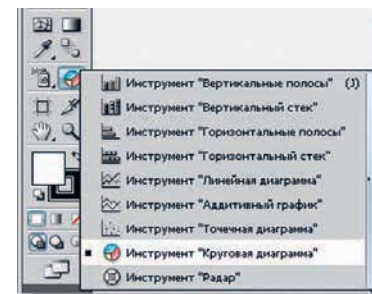 Инструмент "Вертикальные полосы" (J)
Инструмент "Вертикальный стек"
Инструмент "Горизонтальные полосы"
Инструмент "Горизонтальный стек"
Инструмент "Линейная диаграмма"
Инструмент "Аддитивный график"
Инструмент "Точечная диаграмма"
Инструмент "Круговая диаграмма"
Инструмент "Радар"